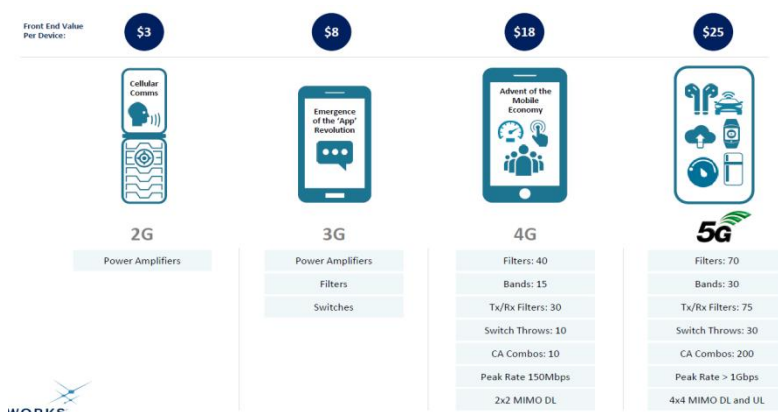 Front End Value
Per Device:
$3
$8
$18
$25
Cellular
Comms
Emergence
of the 'App'
Revolution
Advent of the
Mobile
Economy
2G
3G
4G
5G
Power Amplifiers
Power Amplifiers
Filters
Switches
Filters: 40
Bands: 15
Tx/Rx Filters: 30
Switch Throws: 10
CA Combos: 10
Peak Rate 150Mbps
2x2 MIMO DL
Filters: 70
Bands: 30
Tx/Rx Filters: 75
Switch Throws: 30
CA Combos: 200
Peak Rate > 1Gbps
4x4 MIMO DL and UL